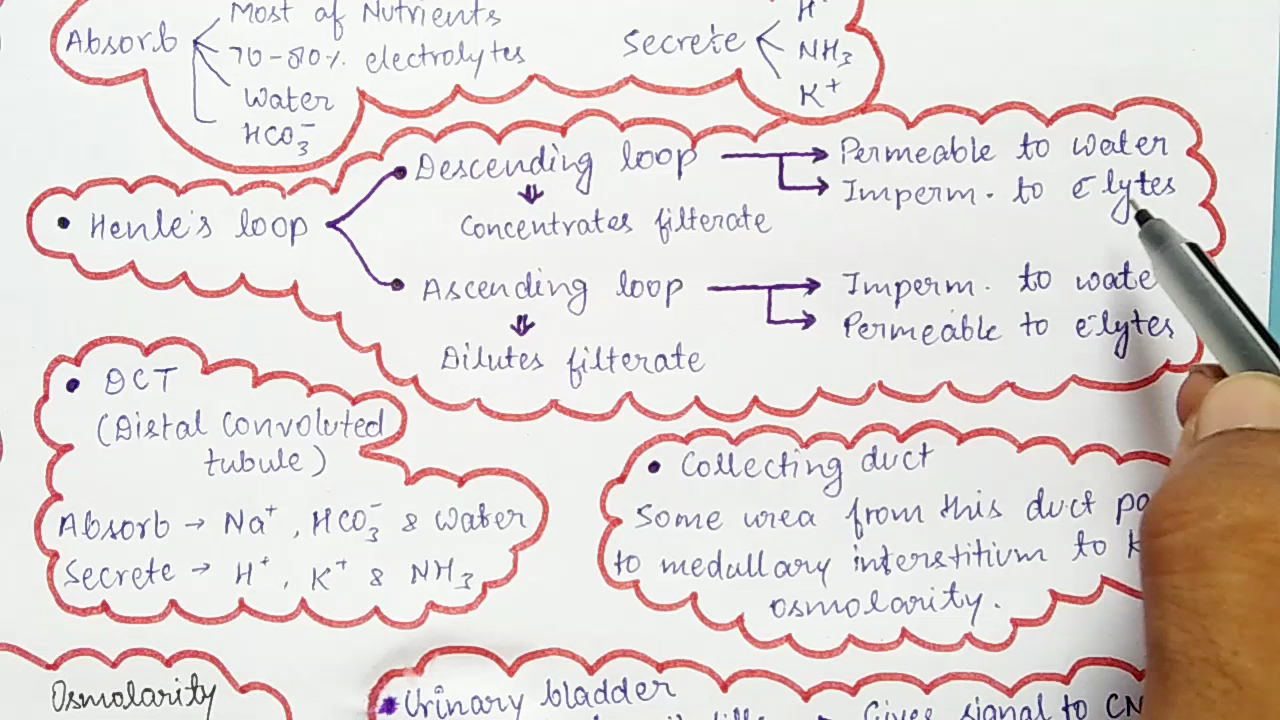 Most of Nutrients
Absorb
70-80% electrolytes
Water
HCO3⁻
Secrete
H⁺
NH3
K⁺
• Henle's loop
• Descending loop
Concentrates filterate
Permeable to water
Imperm. to e⁻lytes
• Ascending loop
Dilutes filterate
Imperm. to wate
Permeable to e⁻lytes
• DCT
(Distal convoluted
tubule)
Absorb → Na⁺, HCO3⁻ & Water
Secrete → H⁺, K⁺ & NH3
• Collecting duct
Some urea from this duct
to medullary interstitium to
osmolarity.
Osmolarity
Urinary bladder
Gives signal to CN